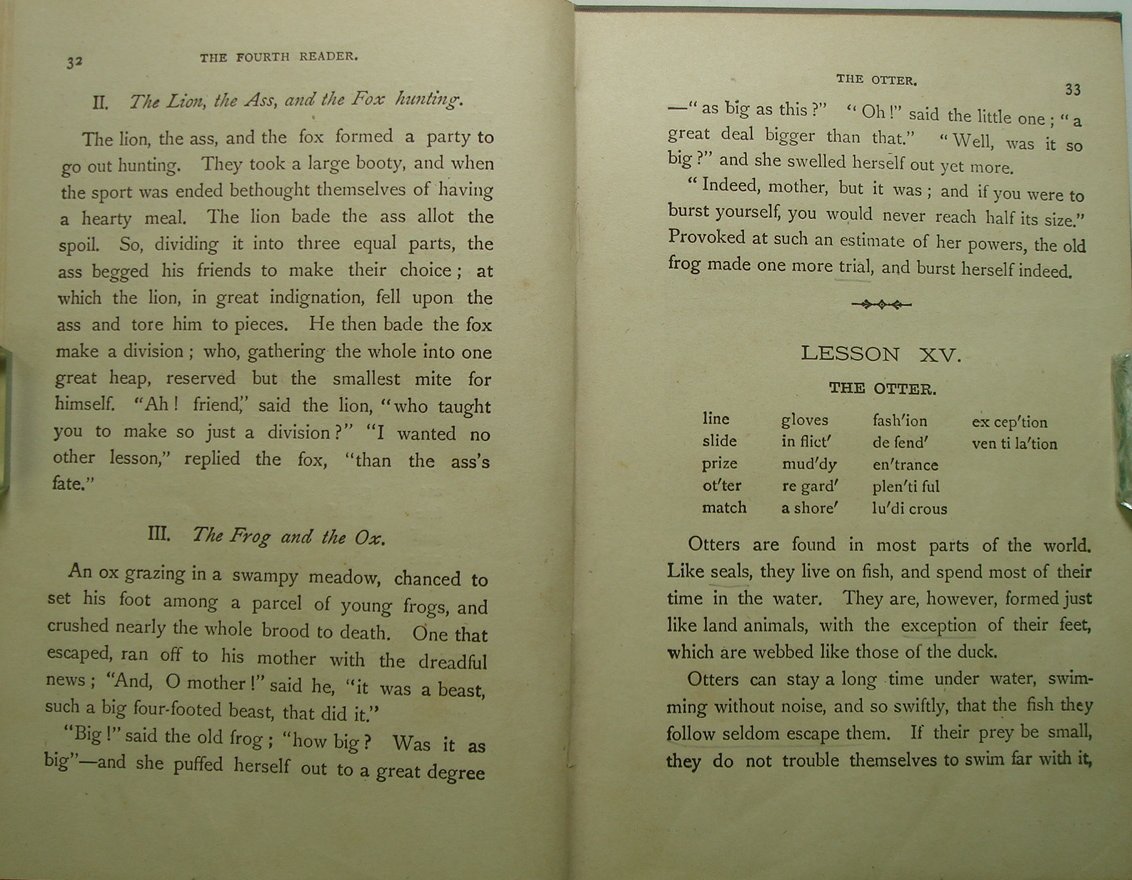 32
THE FOURTH READER.
II. The Lion, the Ass, and the Fox hunting.
The lion, the ass, and the fox formed a party to
go out hunting. They took a large booty, and when
the sport was ended bethought themselves of having
a hearty meal. The lion bade the ass allot the
spoil. So, dividing it into three equal parts, the
ass begged his friends to make their choice; at
which the lion, in great indignation, fell upon the
ass and tore him to pieces. He then bade the fox
make a division; who, gathering the whole into one
great heap, reserved but the smallest mite for
himself. “Ah! friend,” said the lion, “who taught
you to make so just a division?” “I wanted no
other lesson,” replied the fox, “than the ass’s
fate.”
III. The Frog and the Ox.
An ox grazing in a swampy meadow, chanced to
set his foot among a parcel of young frogs, and
crushed nearly the whole brood to death. One that
escaped, ran off to his mother with the dreadful
news; “And, O mother!” said he, “it was a beast,
such a big four-footed beast, that did it.”
“Big!” said the old frog; “how big? Was it as
big”—and she puffed herself out to a great degree
THE OTTER.
33
—“as big as this?” “Oh!” said the little one; “a
great deal bigger than that.” “Well, was it so
big?” and she swelled herself out yet more.
“Indeed, mother, but it was; and if you were to
burst yourself, you would never reach half its size.”
Provoked at such an estimate of her powers, the old
frog made one more trial, and burst herself indeed.
LESSON XV.
THE OTTER.
line gloves fash′ion ex cep′tion
slide in flict′ de fend′ ven ti la′tion
prize mud′dy en′trance
ot′ter re gard′ plen′ti ful
match a shore′ lu′di crous
Otters are found in most parts of the world.
Like seals, they live on fish, and spend most of their
time in the water. They are, however, formed just
like land animals, with the exception of their feet,
which are webbed like those of the duck.
Otters can stay a long time under water, swim-
ming without noise, and so swiftly, that the fish they
follow seldom escape them. If their prey be small,
they do not trouble themselves to swim far with it,